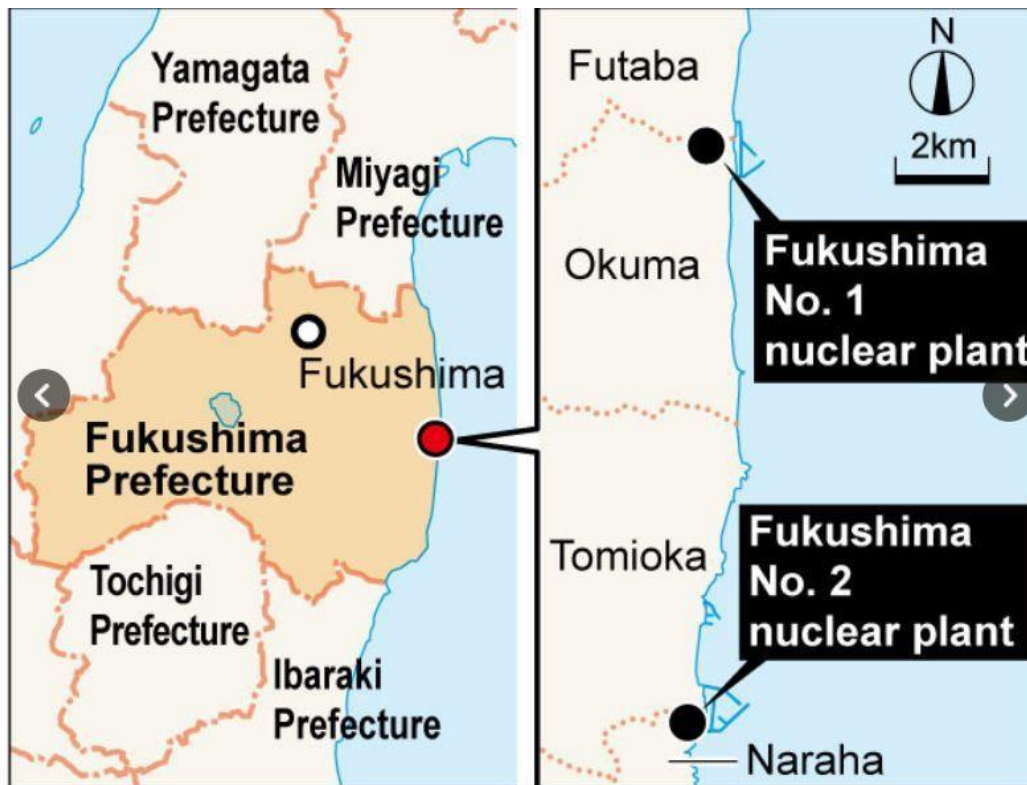 Yamagata
Prefecture
Miyagi
Prefecture
Fukushima
Fukushima
Prefecture
Tochigi
Prefecture
Ibaraki
Prefecture
Futaba
N
2km
Okuma
Fukushima
No. 1
nuclear plant
Tomioka
Fukushima
No. 2
nuclear plant
Naraha